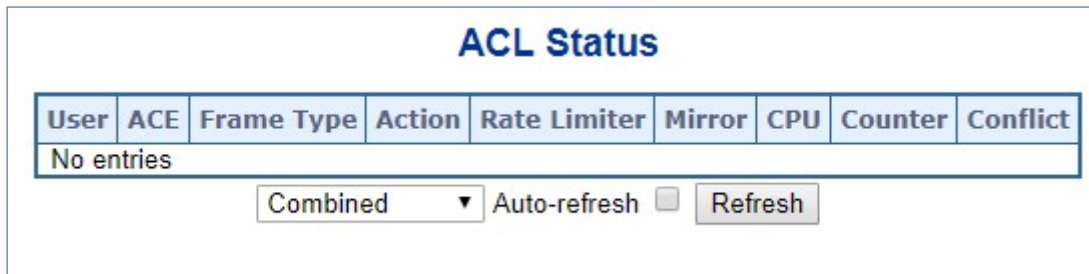 ACL Status
User ACE Frame Type Action Rate Limiter Mirror CPU Counter Conflict
No entries
Combined Auto-refresh Refresh